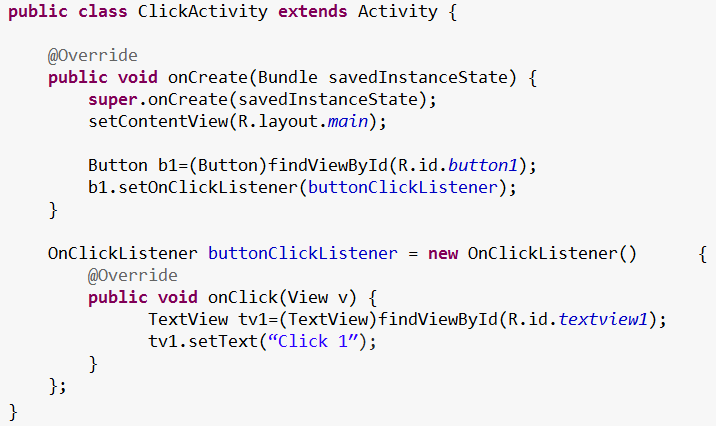 public class ClickActivity extends Activity {
@Override
public void onCreate(Bundle savedInstanceState) {
super.onCreate(savedInstanceState);
setContentView(R.layout.main);
Button b1=(Button)findViewById(R.id.button1);
b1.setOnClickListener(buttonClickListener);
}
OnClickListener buttonClickListener = new OnClickListener() {
@Override
public void onClick(View v) {
TextView tv1=(TextView)findViewById(R.id.textview1);
tv1.setText(“Click 1”);
}
};
}